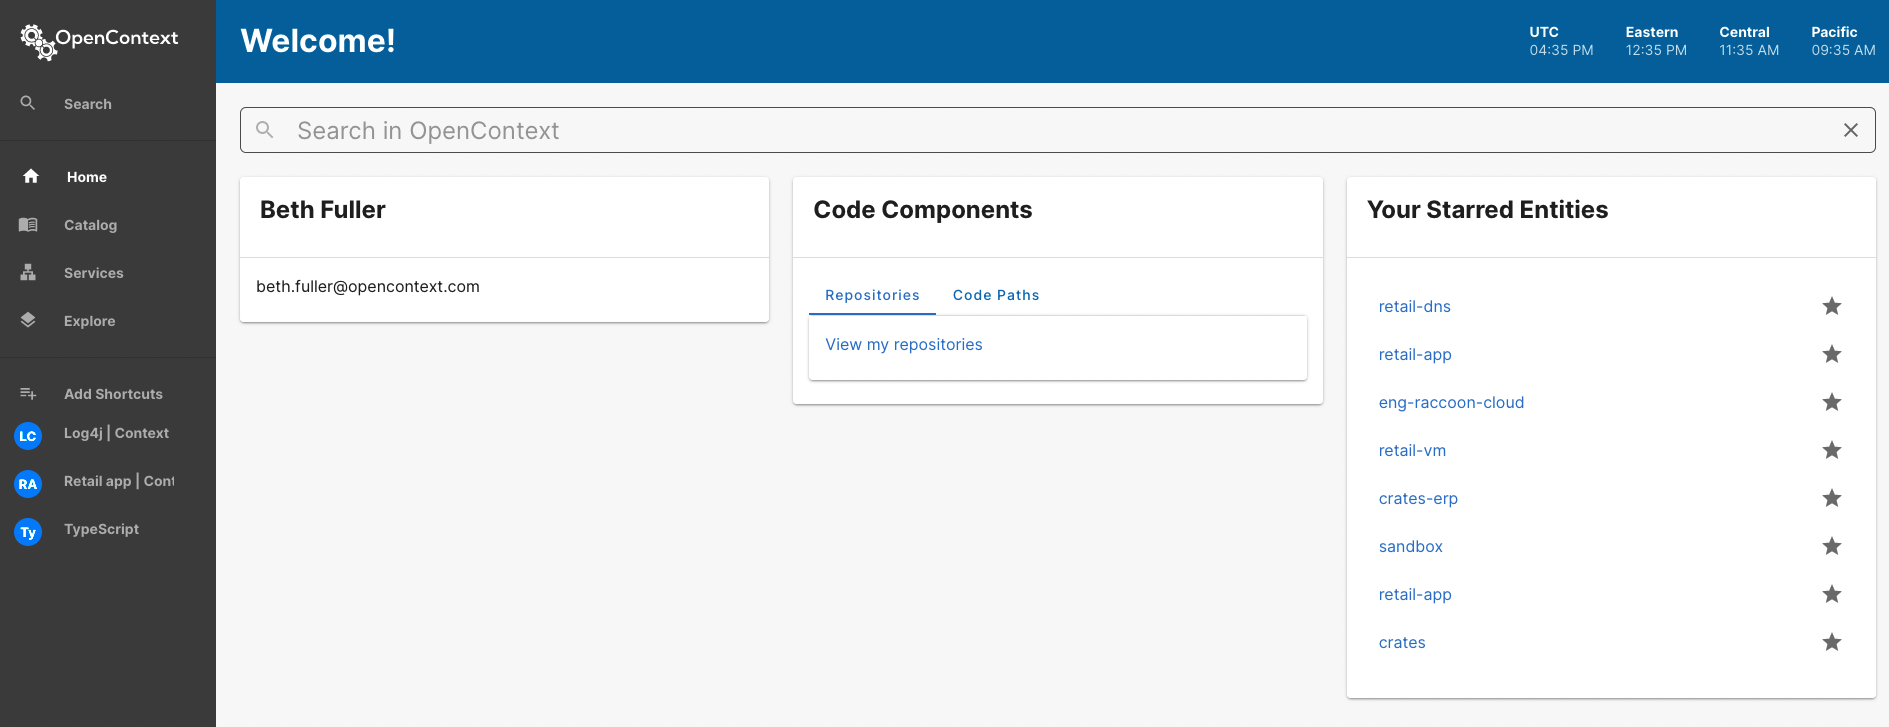 OpenContext
Search
Home
Catalog
Services
Explore
Add Shortcuts
LC Log4j | Context
RA Retail app | Cont
Ty TypeScript
Welcome!
UTC Eastern Central Pacific
04:35 PM 12:35 PM 11:35 AM 09:35 AM
Search in OpenContext
Beth Fuller
beth.fuller@opencontext.com
Code Components
Repositories Code Paths
View my repositories
Your Starred Entities
retail-dns
retail-app
eng-raccoon-cloud
retail-vm
crates-erp
sandbox
retail-app
crates